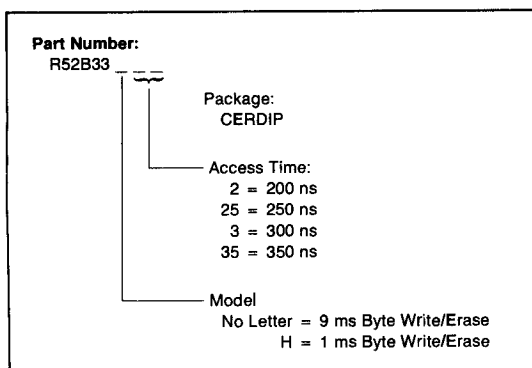 Part Number:
R52B33 _ _ _
Package:
CERDIP
Access Time:
2 = 200 ns
25 = 250 ns
3 = 300 ns
35 = 350 ns
Model
No Letter = 9 ms Byte Write/Erase
H = 1 ms Byte Write/Erase